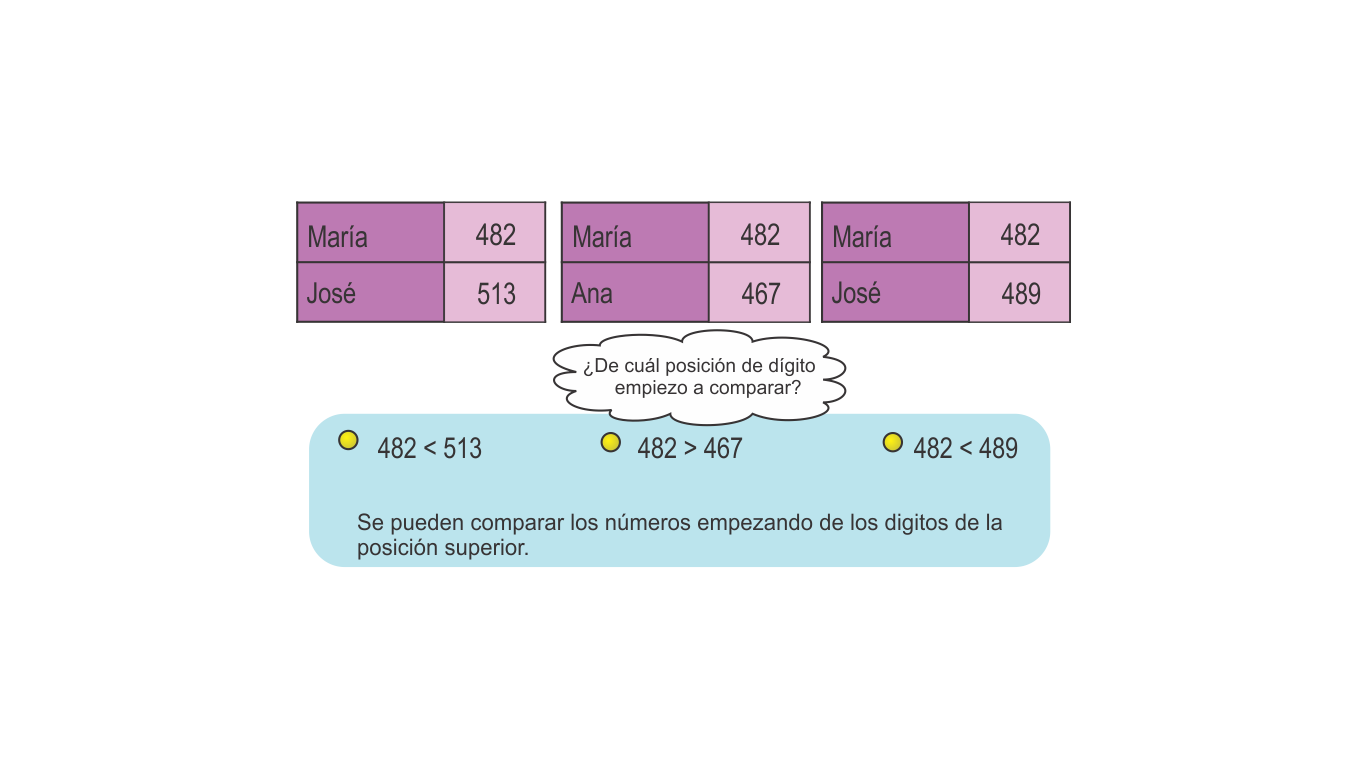 María 482 María 482 María 482
José 513 Ana 467 José 489
¿De cuál posición de dígito
empiezo a comparar?
482 < 513 482 > 467 482 < 489
Se pueden comparar los números empezando de los digitos de la
posición superior.